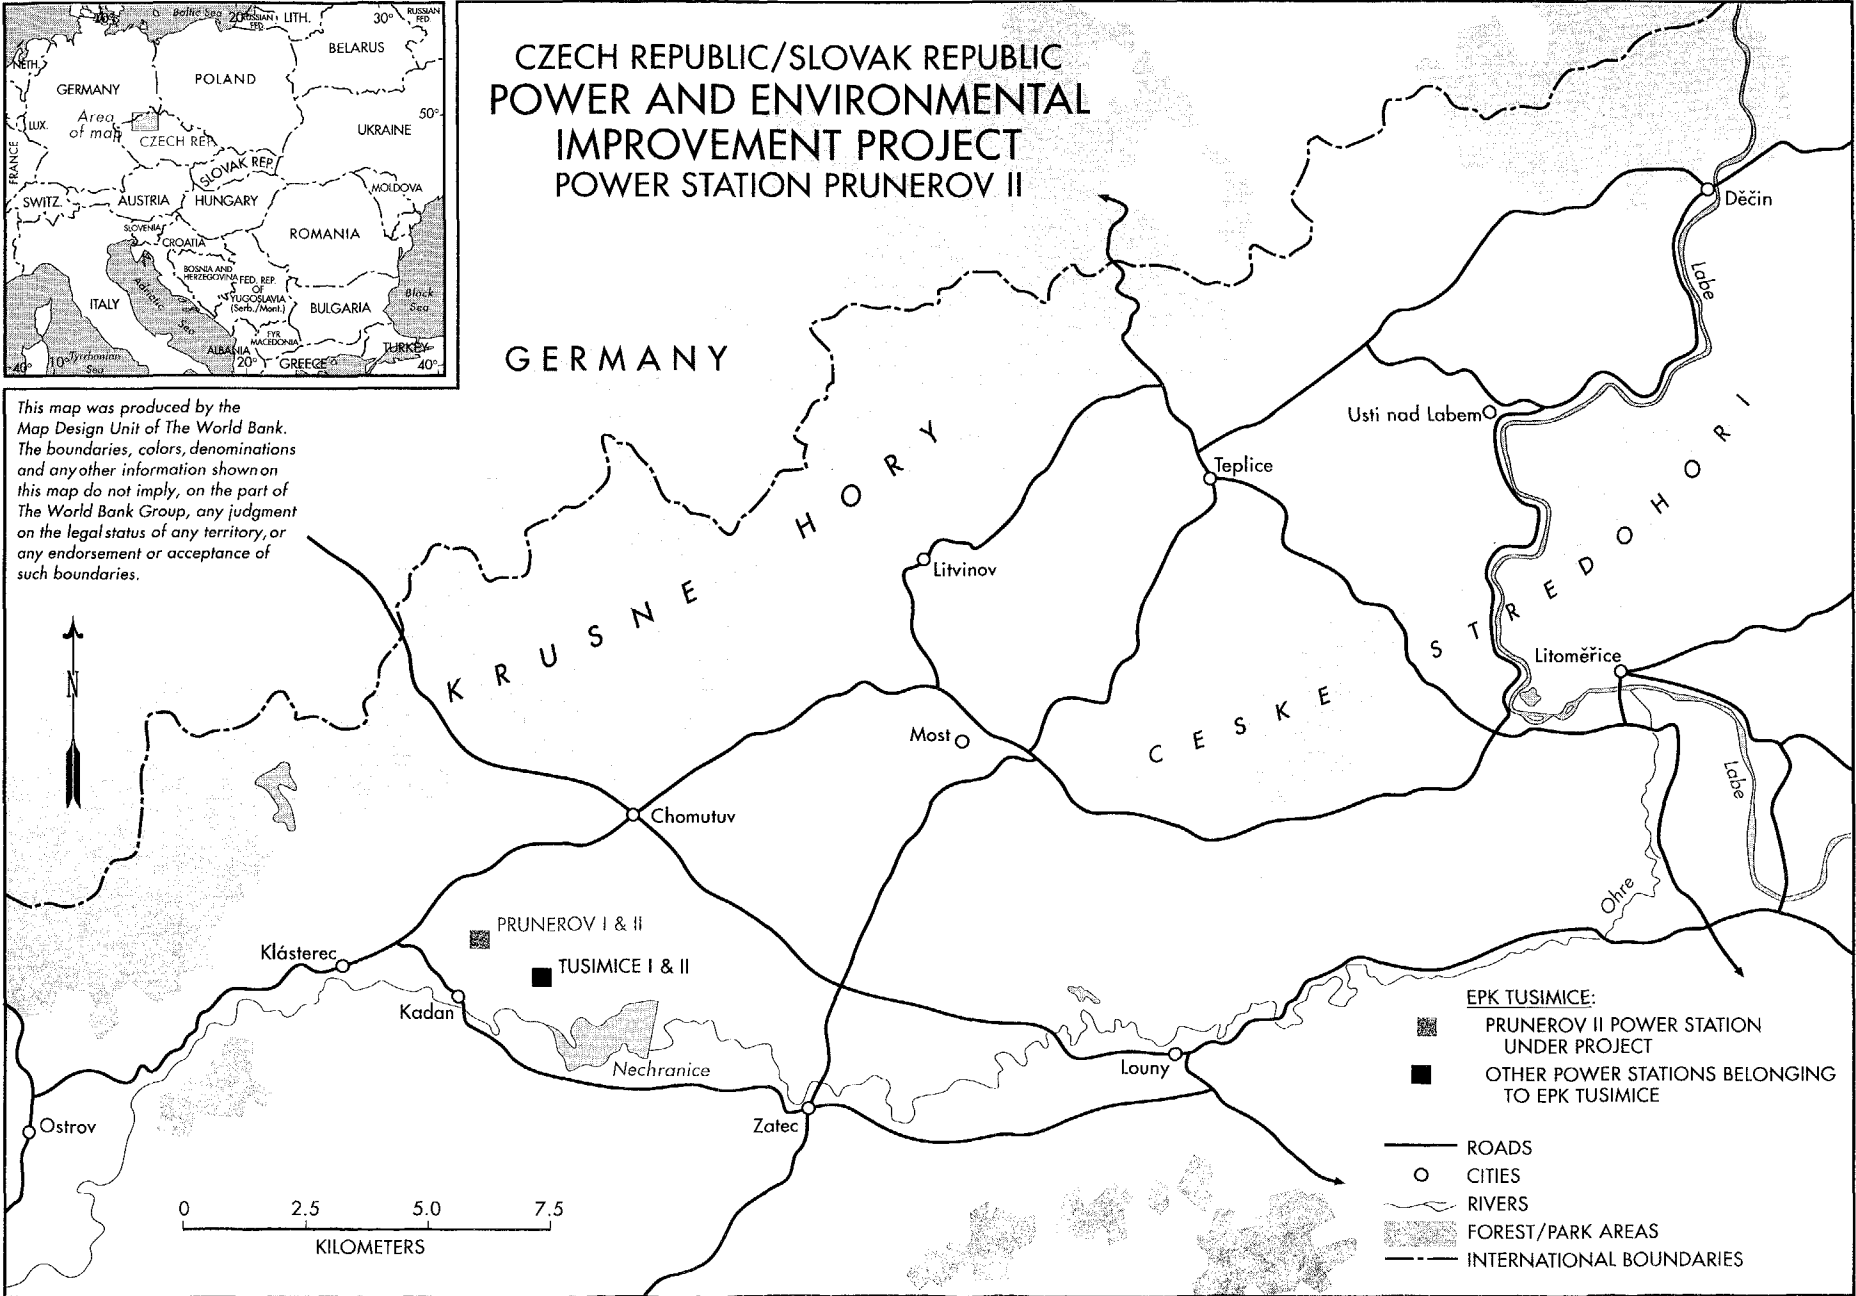 CZECH REPUBLIC/SLOVAK REPUBLIC
POWER AND ENVIRONMENTAL
IMPROVEMENT PROJECT
POWER STATION PRUNEROV II
Baltic Sea
20°
RUSSIAN
FED.
LITH.
30°
RUSSIAN
FED.
BELARUS
NETH.
POLAND
GERMANY
50°
Area
of map
LUX.
UKRAINE
CZECH REP.
FRANCE
SLOVAK REP.
MOLDOVA
SWITZ.
AUSTRIA
HUNGARY
SLOVENIA
ROMANIA
CROATIA
BOSNIA AND
HERZEGOVINA
FED. REP.
OF
YUGOSLAVIA
(Serb./Mont.)
Adriatic
Sea
Black
Sea
ITALY
BULGARIA
FYR
MACEDONIA
ALBANIA
TURKEY
10°
Tyrrhenian
Sea
20°
GREECE
40°
40°
This map was produced by the
Map Design Unit of The World Bank.
The boundaries, colors, denominations
and any other information shown on
this map do not imply, on the part of
The World Bank Group, any judgment
on the legal status of any territory, or
any endorsement or acceptance of
such boundaries.
N
GERMANY
Děčin
Labe
Usti nad Labem
Teplice
KRUSNE HORY
Litvinov
CESKE STREDOHORI
Litoměřice
Most
Labe
Chomutuv
Ohre
PRUNEROV I & II
Klásterec
TUSIMICE I & II
Kadan
Nechranice
Louny
Zatec
Ostrov
0 2.5 5.0 7.5
KILOMETERS
EPK TUSIMICE:
PRUNEROV II POWER STATION
UNDER PROJECT
OTHER POWER STATIONS BELONGING
TO EPK TUSIMICE
ROADS
CITIES
RIVERS
FOREST/PARK AREAS
INTERNATIONAL BOUNDARIES